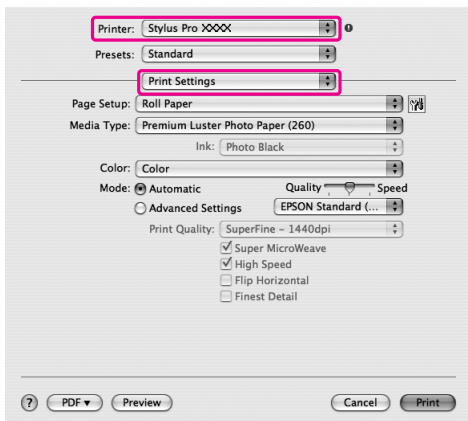 Printer: Stylus Pro XXXX
Presets: Standard
Print Settings
Page Setup: Roll Paper
Media Type: Premium Luster Photo Paper (260)
Ink: Photo Black
Color: Color
Mode: Automatic Quality Speed
Advanced Settings EPSON Standard (...
Print Quality: SuperFine - 1440dpi
Super MicroWeave
High Speed
Flip Horizontal
Finest Detail
? PDF ▼ Preview Cancel Print